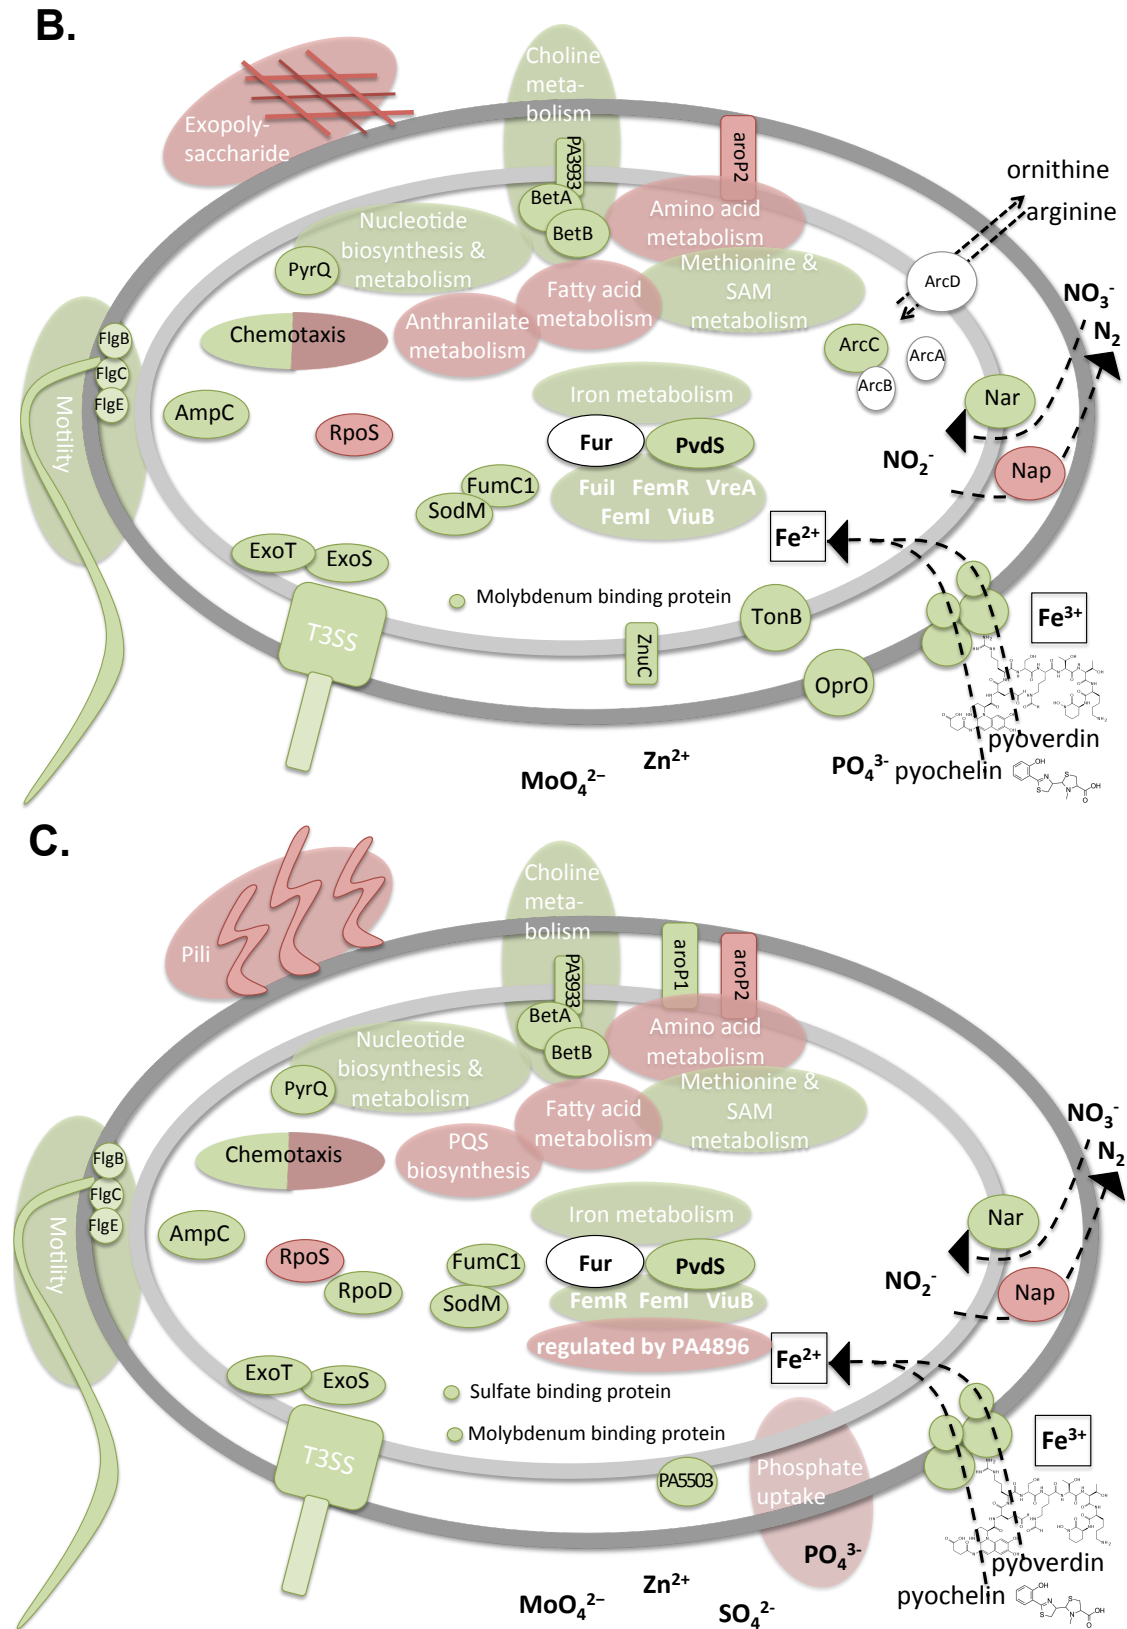 B.
Choline
meta-
bolism
Exopoly-
saccharide
PA3933
aroP2
BetA
BetB
ornithine
arginine
Nucleotide
biosynthesis &
metabolism
PyrQ
Amino acid
metabolism
Methionine &
SAM
metabolism
Fatty acid
metabolism
Anthranilate
metabolism
ArcD
NO₃⁻
N₂
FlgB
FlgC
FlgE
Chemotaxis
ArcC
ArcA
ArcB
Motility
AmpC
RpoS
Iron metabolism
Fur
PvdS
Nar
NO₂⁻
Nap
FumC1
SodM
FuiI FemR VreA
FemI ViuB
Fe²⁺
ExoT
ExoS
Molybdenum binding protein
T3SS
ZnuC
TonB
Fe³⁺
OprO
OH
NH₂
pyoverdin
Zn²⁺
MoO₄²⁻
PO₄³⁻
pyochelin
OH
N
S
S
N
OH
O
C.
Choline
meta-
bolism
Pili
PA3933
aroP1
aroP2
BetA
BetB
Nucleotide
biosynthesis &
metabolism
PyrQ
Amino acid
metabolism
Methionine &
SAM
metabolism
Fatty acid
metabolism
PQS
biosynthesis
NO₃⁻
N₂
FlgB
FlgC
FlgE
Chemotaxis
Motility
AmpC
RpoS
RpoD
Iron metabolism
Fur
PvdS
Nar
NO₂⁻
Nap
FumC1
SodM
FemR FemI ViuB
regulated by PA4896
Fe²⁺
ExoT
ExoS
Sulfate binding protein
Molybdenum binding protein
T3SS
PA5503
Phosphate
uptake
Fe³⁺
PO₄³⁻
pyoverdin
Zn²⁺
MoO₄²⁻
SO₄²⁻
pyochelin
OH
N
S
S
N
OH
O